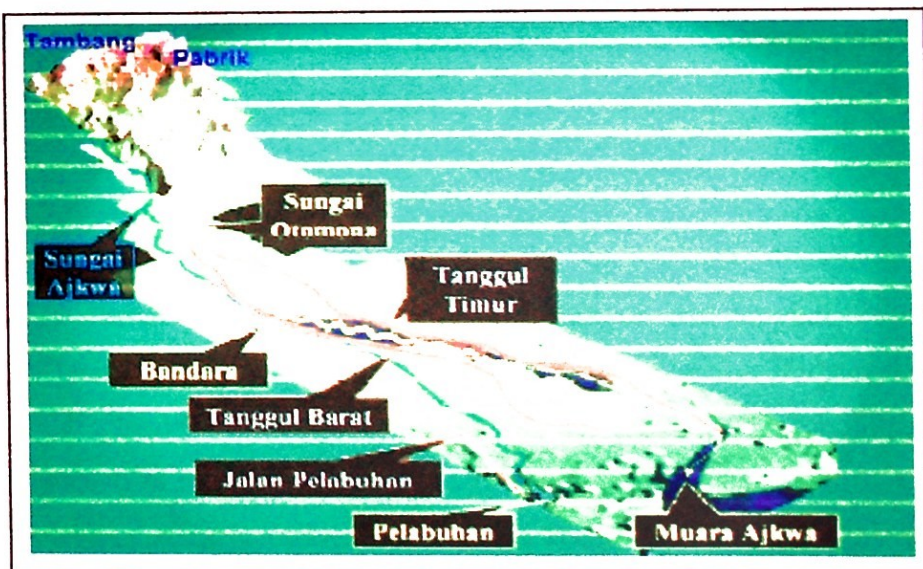 Tambang
Pabrik
Sungai
Otomona
Sungai
Ajkwa
Tanggul
Timur
Bandara
Tanggul Barat
Jalan Pelabuhan
Pelabuhan
Muara Ajkwa